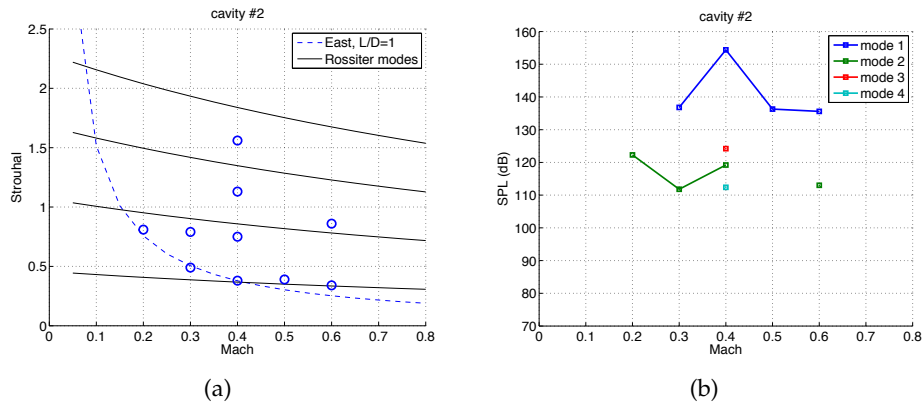 cavity #2
2.5
2
1.5
1
0.5
0
0 0.1 0.2 0.3 0.4 0.5 0.6 0.7 0.8
Strouhal
Mach
East, L/D=1
Rossiter modes
(a)
cavity #2
160
150
140
130
120
110
100
90
80
70
0 0.1 0.2 0.3 0.4 0.5 0.6 0.7 0.8
SPL (dB)
Mach
mode 1
mode 2
mode 3
mode 4
(b)